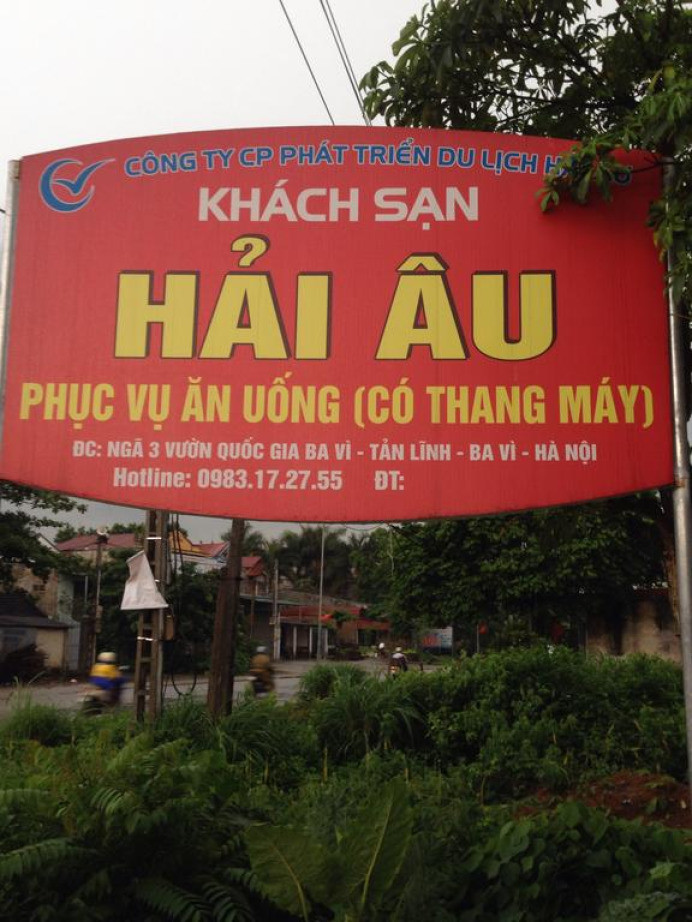 CÔNG TY CP PHÁT TRIỂN DU LỊCH
KHÁCH SẠN
HẢI ÂU
PHỤC VỤ ĂN UỐNG (CÓ THANG MÁY)
ĐC: NGÃ 3 VƯỜN QUỐC GIA BA VÌ - TẢN LĨNH - BA VÌ - HÀ NỘI
Hotline: 0983.17.27.55 ĐT: